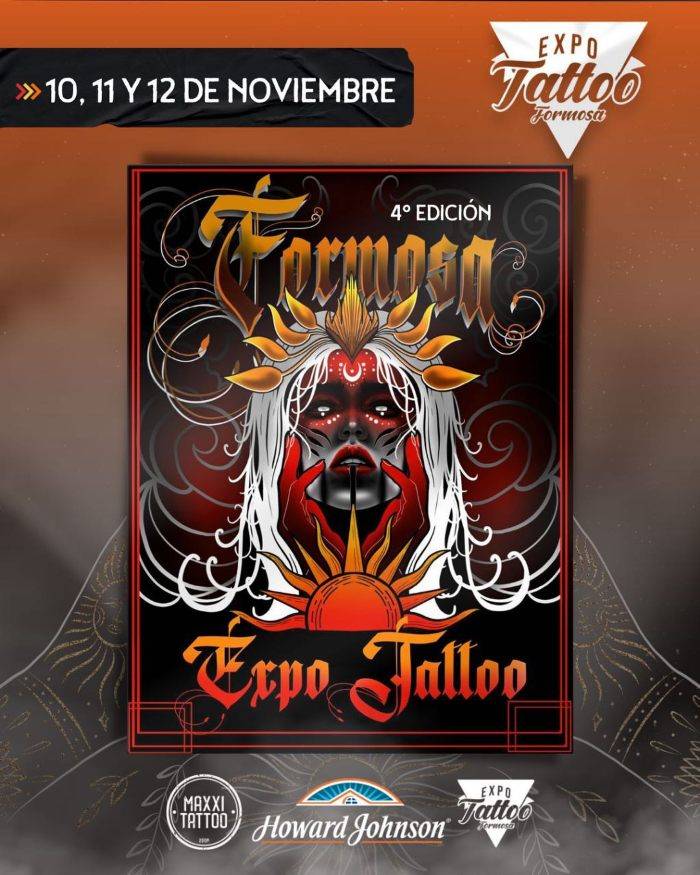 10, 11 Y 12 DE NOVIEMBRE
EXPO
Tattoo
Formosa
4º EDICIÓN
Formosa
Expo Tattoo
MAXXI
TATTOO
Howard Johnson
EXPO
Tattoo
Formosa